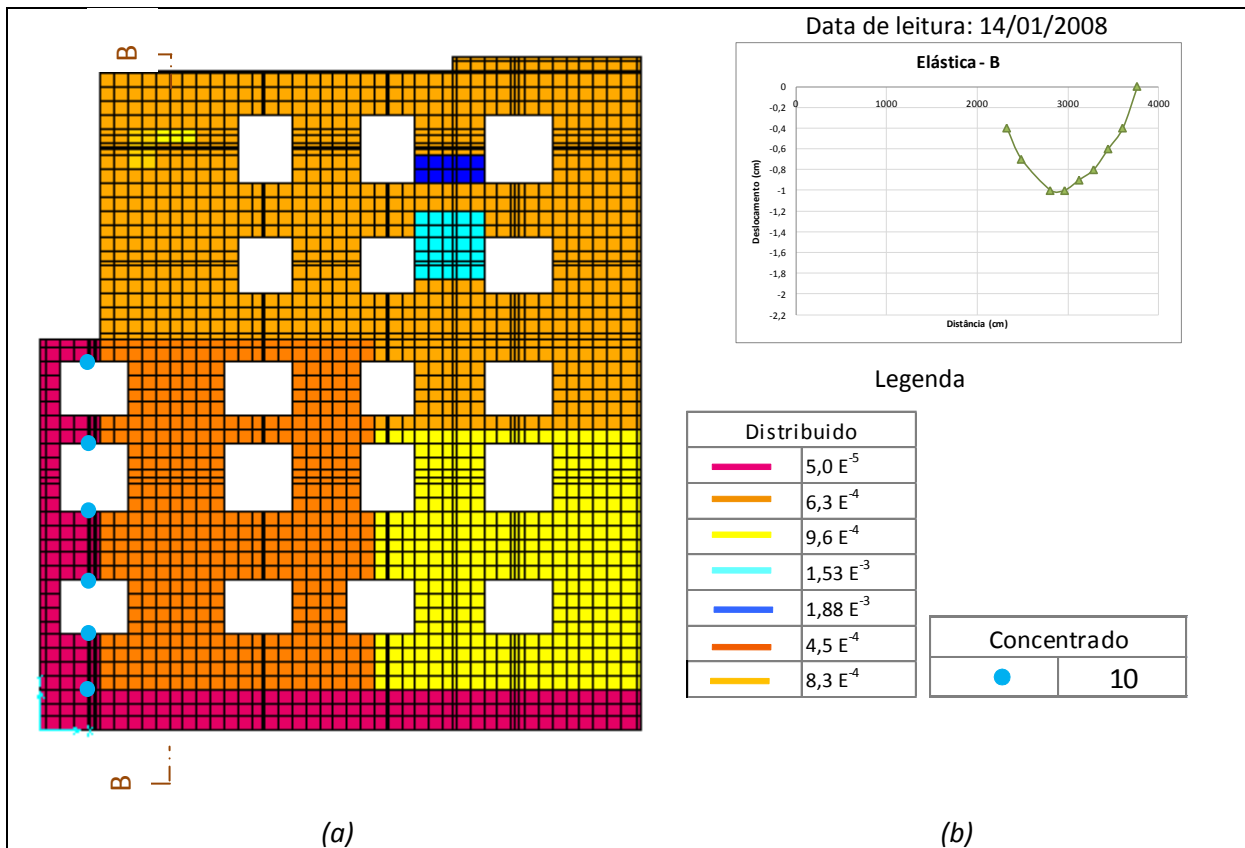 B
B
(a)
Data de leitura: 14/01/2008
Elástica - B
0
-0,2
-0,4
-0,6
-0,8
-1
-1,2
-1,4
-1,6
-1,8
-2
-2,2
0 1000 2000 3000 4000
Deslocamento (cm)
Distância (cm)
Legenda
Distribuido
5,0 E-5
6,3 E-4
9,6 E-4
1,53 E-3
1,88 E-3
4,5 E-4
8,3 E-4
Concentrado
10
(b)